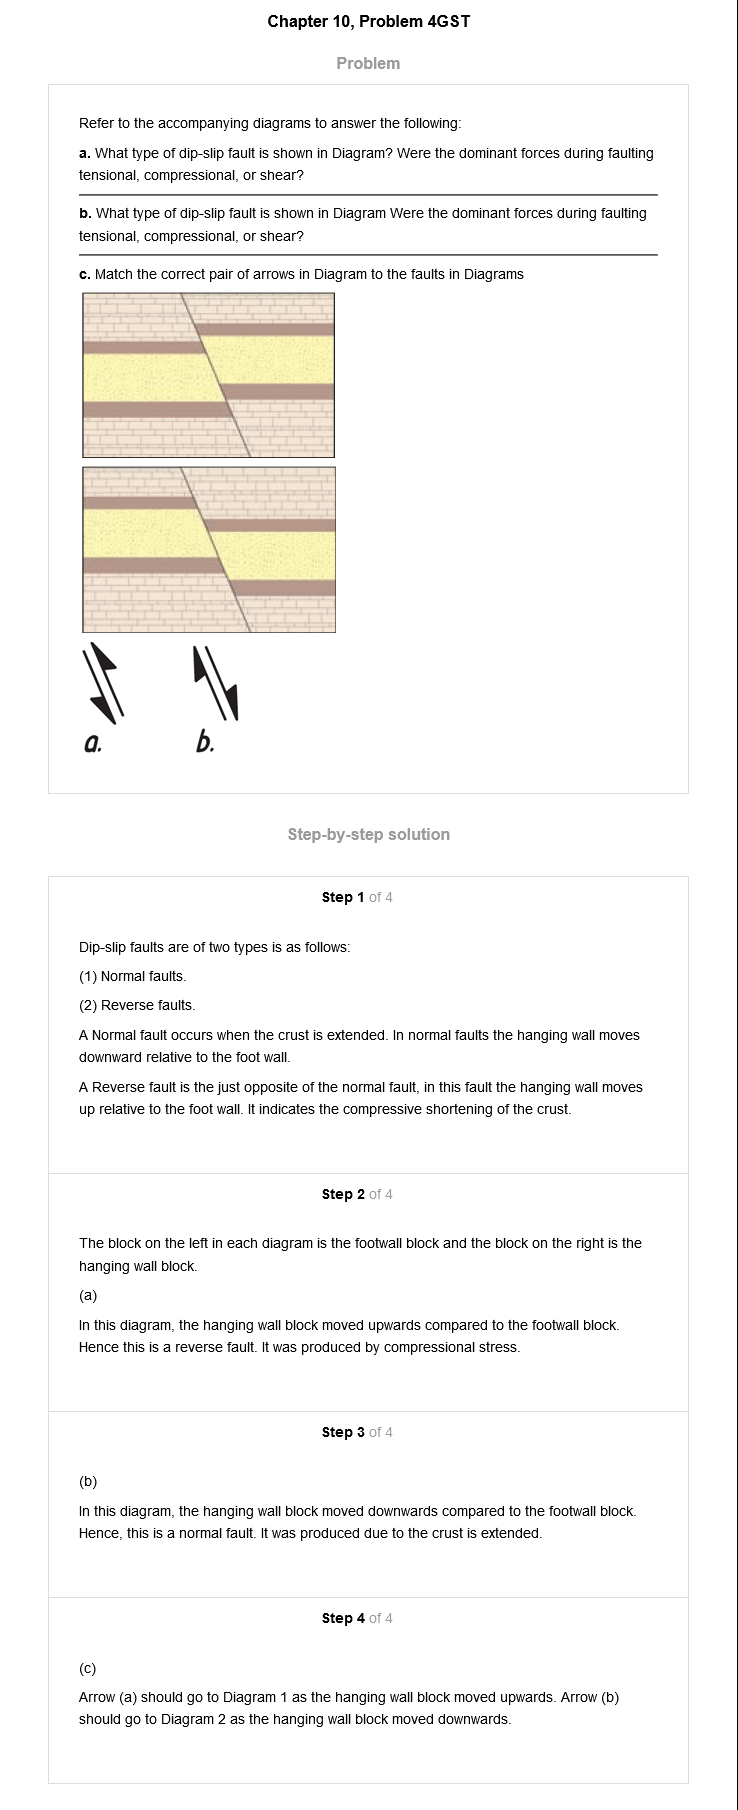 Chapter 10, Problem 4GST
Problem
Refer to the accompanying diagrams to answer the following:
a. What type of dip-slip fault is shown in Diagram? Were the dominant forces during faulting
tensional, compressional, or shear?
b. What type of dip-slip fault is shown in Diagram Were the dominant forces during faulting
tensional, compressional, or shear?
c. Match the correct pair of arrows in Diagram to the faults in Diagrams
a.
b.
Step-by-step solution
Step 1 of 4
Dip-slip faults are of two types is as follows:
(1) Normal faults.
(2) Reverse faults.
A Normal fault occurs when the crust is extended. In normal faults the hanging wall moves
downward relative to the foot wall.
A Reverse fault is the just opposite of the normal fault, in this fault the hanging wall moves
up relative to the foot wall. It indicates the compressive shortening of the crust.
Step 2 of 4
The block on the left in each diagram is the footwall block and the block on the right is the
hanging wall block.
(a)
In this diagram, the hanging wall block moved upwards compared to the footwall block.
Hence this is a reverse fault. It was produced by compressional stress.
Step 3 of 4
(b)
In this diagram, the hanging wall block moved downwards compared to the footwall block.
Hence, this is a normal fault. It was produced due to the crust is extended.
Step 4 of 4
(c)
Arrow (a) should go to Diagram 1 as the hanging wall block moved upwards. Arrow (b)
should go to Diagram 2 as the hanging wall block moved downwards.